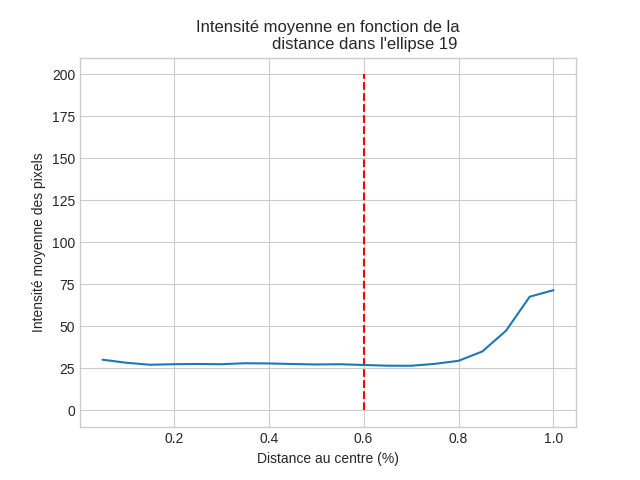 Intensité moyenne en fonction de la
distance dans l'ellipse 19
Intensité moyenne des pixels
200
175
150
125
100
75
50
25
0
0.2 0.4 0.6 0.8 1.0
Distance au centre (%)